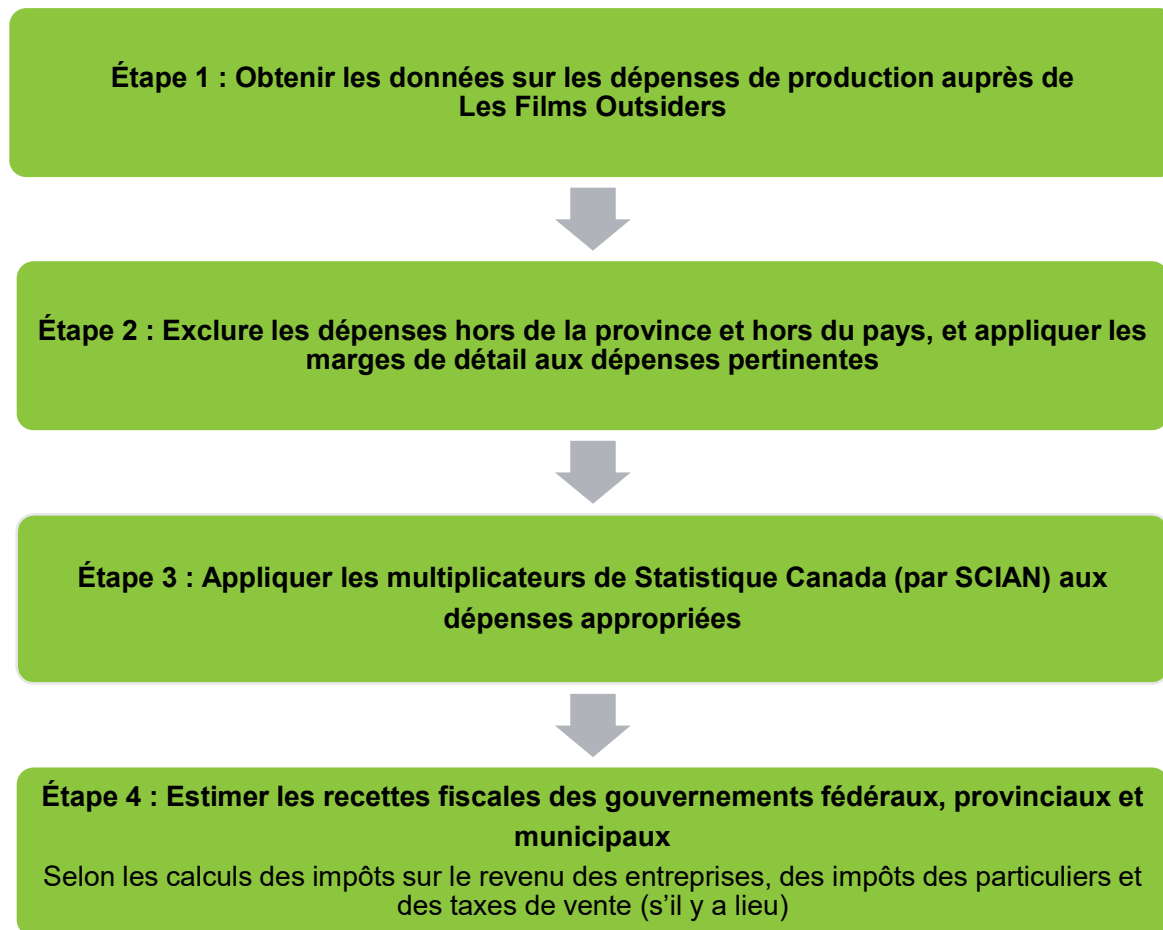 Étape 1 : Obtenir les données sur les dépenses de production auprès de
Les Films Outsiders
Étape 2 : Exclure les dépenses hors de la province et hors du pays, et appliquer les
marges de détail aux dépenses pertinentes
Étape 3 : Appliquer les multiplicateurs de Statistique Canada (par SCIAN) aux
dépenses appropriées
Étape 4 : Estimer les recettes fiscales des gouvernements fédéraux, provinciaux et
municipaux
Selon les calculs des impôts sur le revenu des entreprises, des impôts des particuliers et
des taxes de vente (s’il y a lieu)